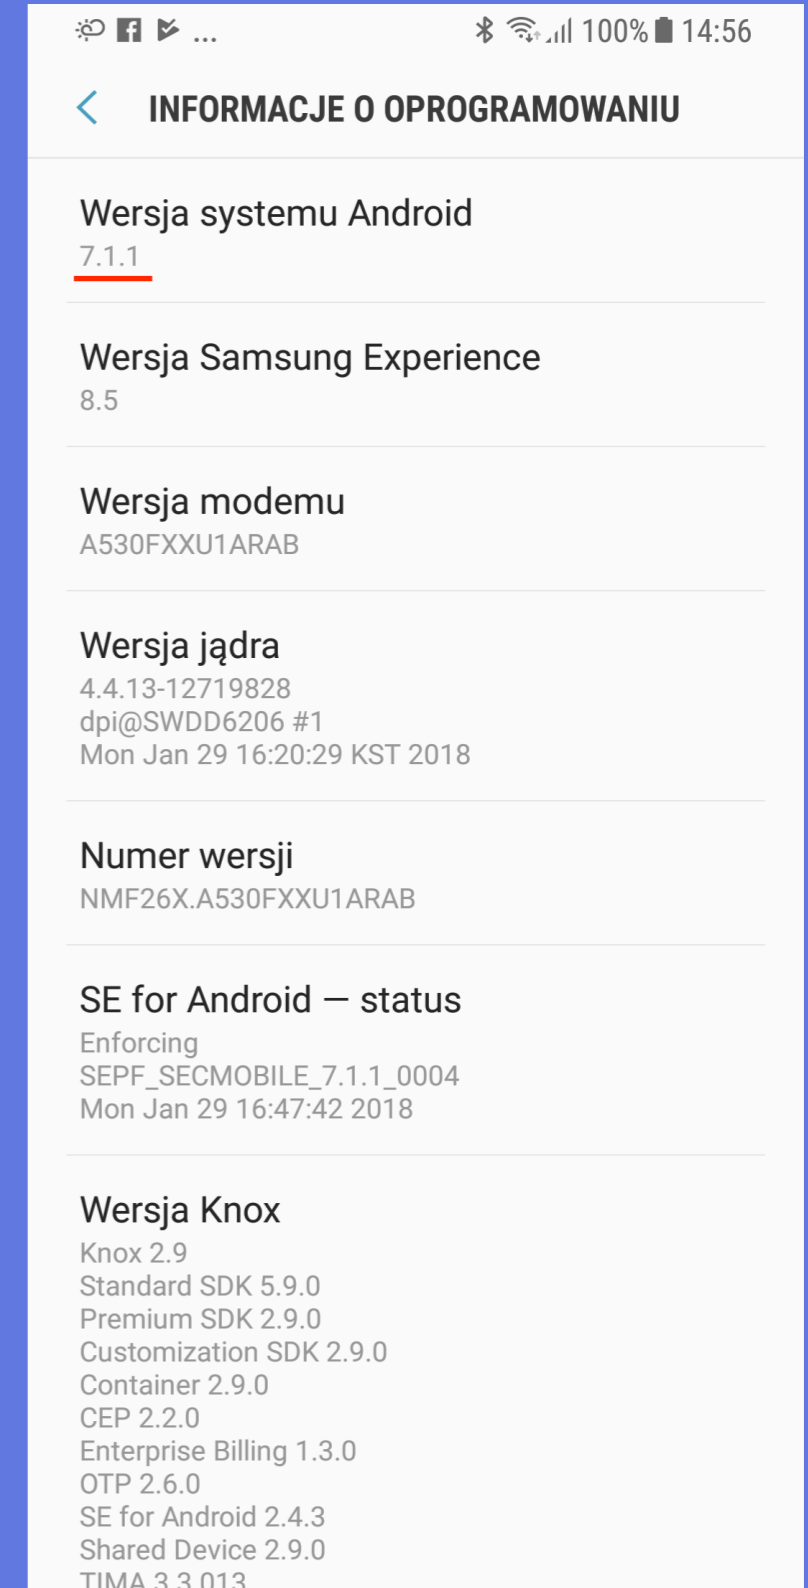 ... 100% 14:56
INFORMACJE O OPROGRAMOWANIU
Wersja systemu Android
7.1.1
Wersja Samsung Experience
8.5
Wersja modemu
A530FXXU1ARAB
Wersja jądra
4.4.13-12719828
dpi@SWDD6206 #1
Mon Jan 29 16:20:29 KST 2018
Numer wersji
NMF26X.A530FXXU1ARAB
SE for Android — status
Enforcing
SEPF_SECMOBILE_7.1.1_0004
Mon Jan 29 16:47:42 2018
Wersja Knox
Knox 2.9
Standard SDK 5.9.0
Premium SDK 2.9.0
Customization SDK 2.9.0
Container 2.9.0
CEP 2.2.0
Enterprise Billing 1.3.0
OTP 2.6.0
SE for Android 2.4.3
Shared Device 2.9.0
TIMA 3.3.013